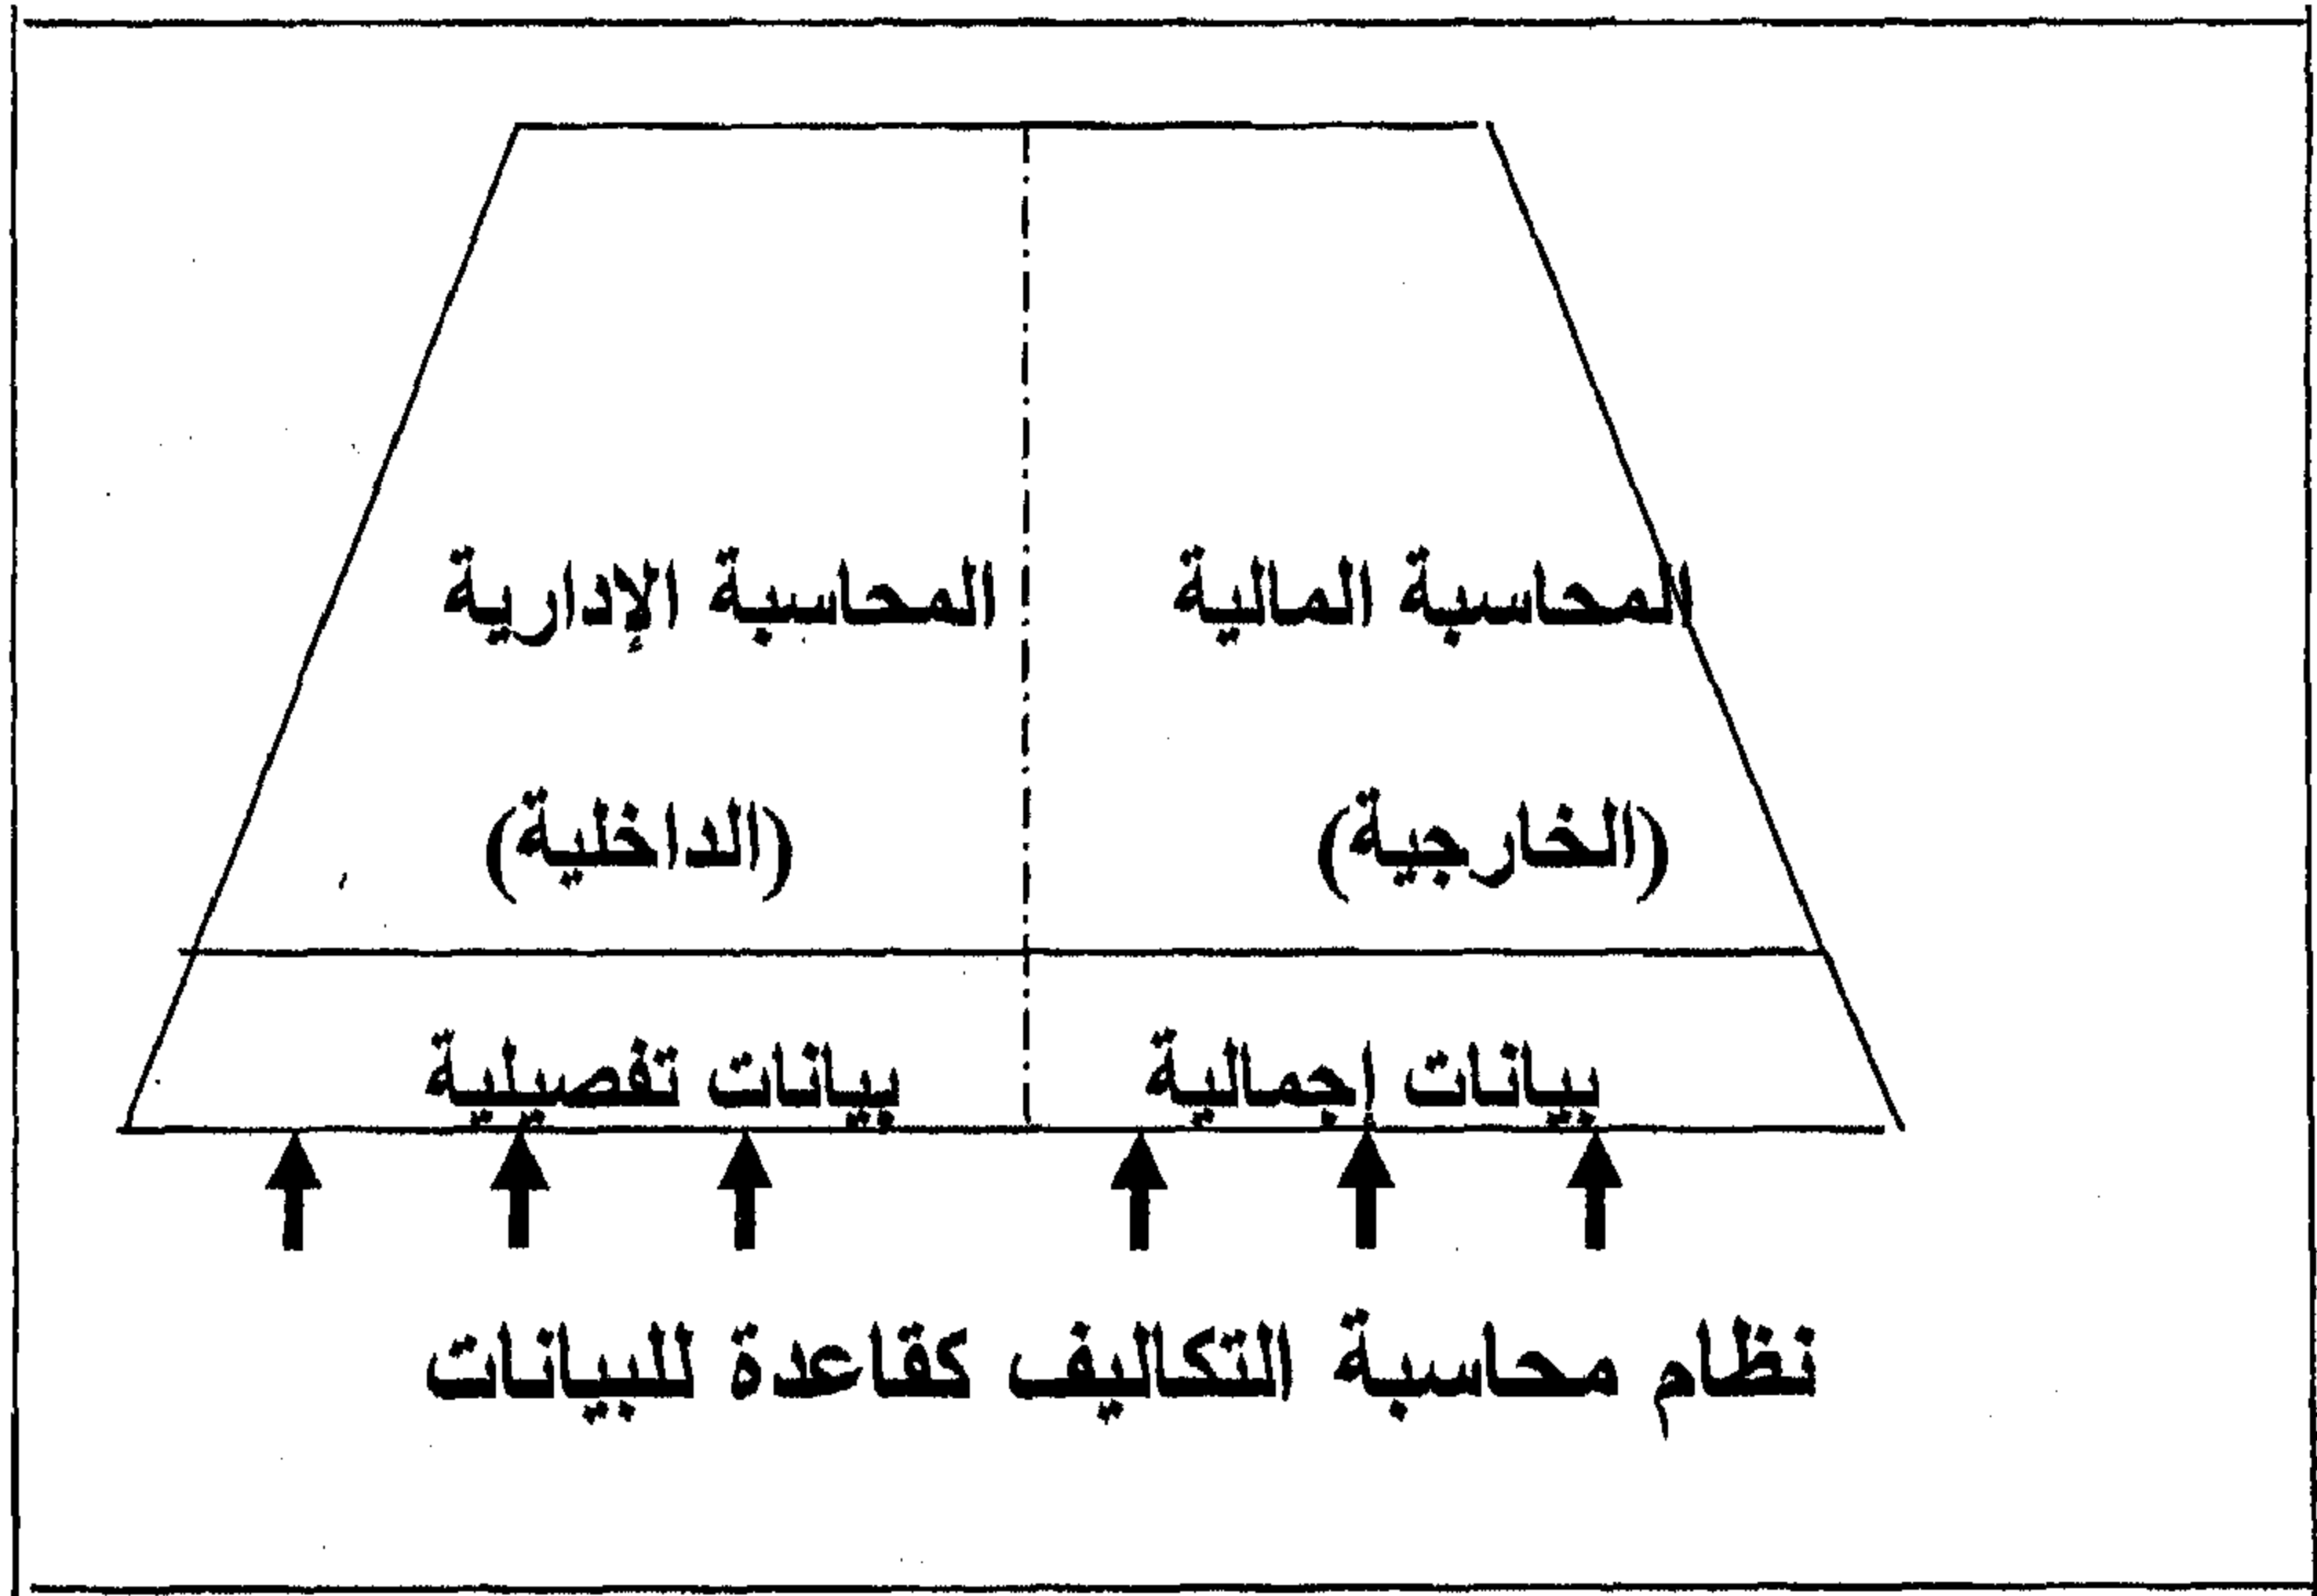 المحاسبة المالية
المحاسبة الإدارية
(الخارجية)
(الداخلية)
بيانات إجمالية
بيانات تفصيلية
نظام محاسبة التكاليف كقاعدة للبيانات